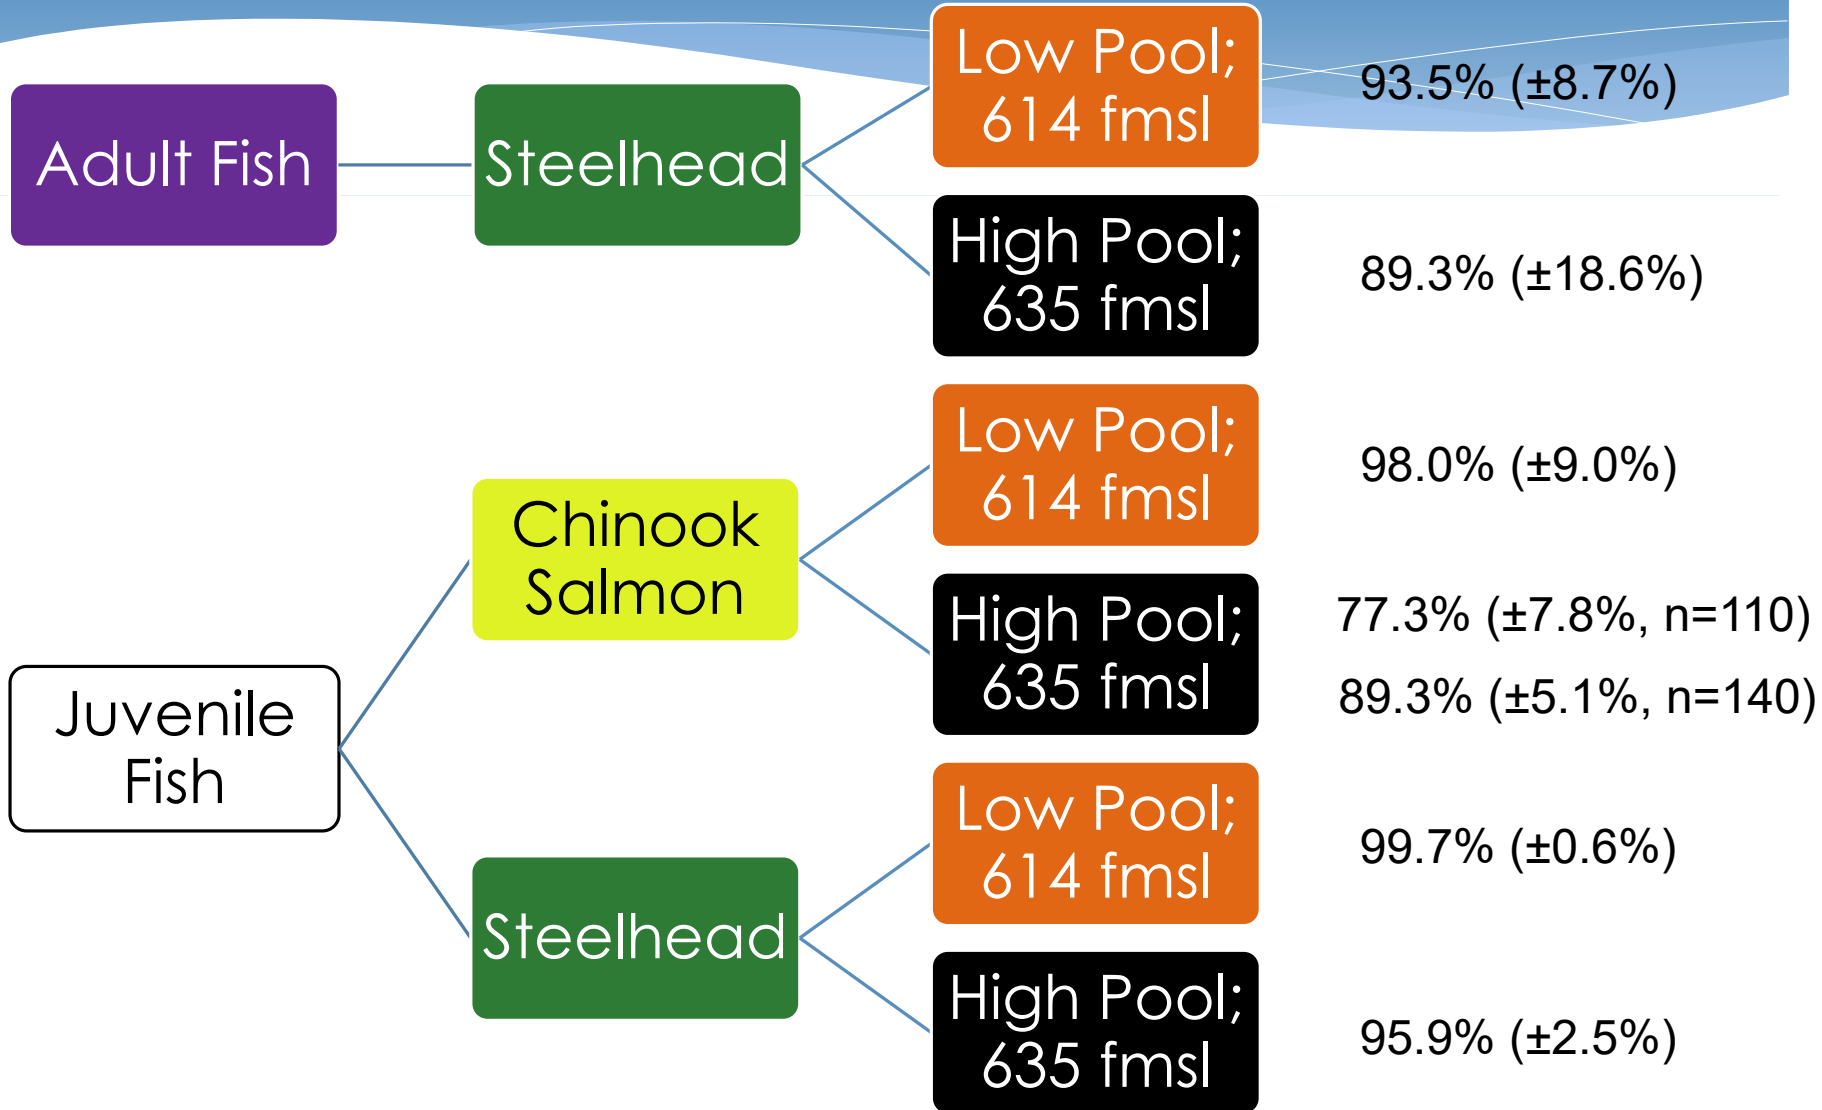 Adult Fish
Steelhead
Low Pool;
614 fmsl
93.5% (±8.7%)
High Pool;
635 fmsl
89.3% (±18.6%)
Juvenile
Fish
Chinook
Salmon
Low Pool;
614 fmsl
98.0% (±9.0%)
High Pool;
635 fmsl
77.3% (±7.8%, n=110)
89.3% (±5.1%, n=140)
Steelhead
Low Pool;
614 fmsl
99.7% (±0.6%)
High Pool;
635 fmsl
95.9% (±2.5%)